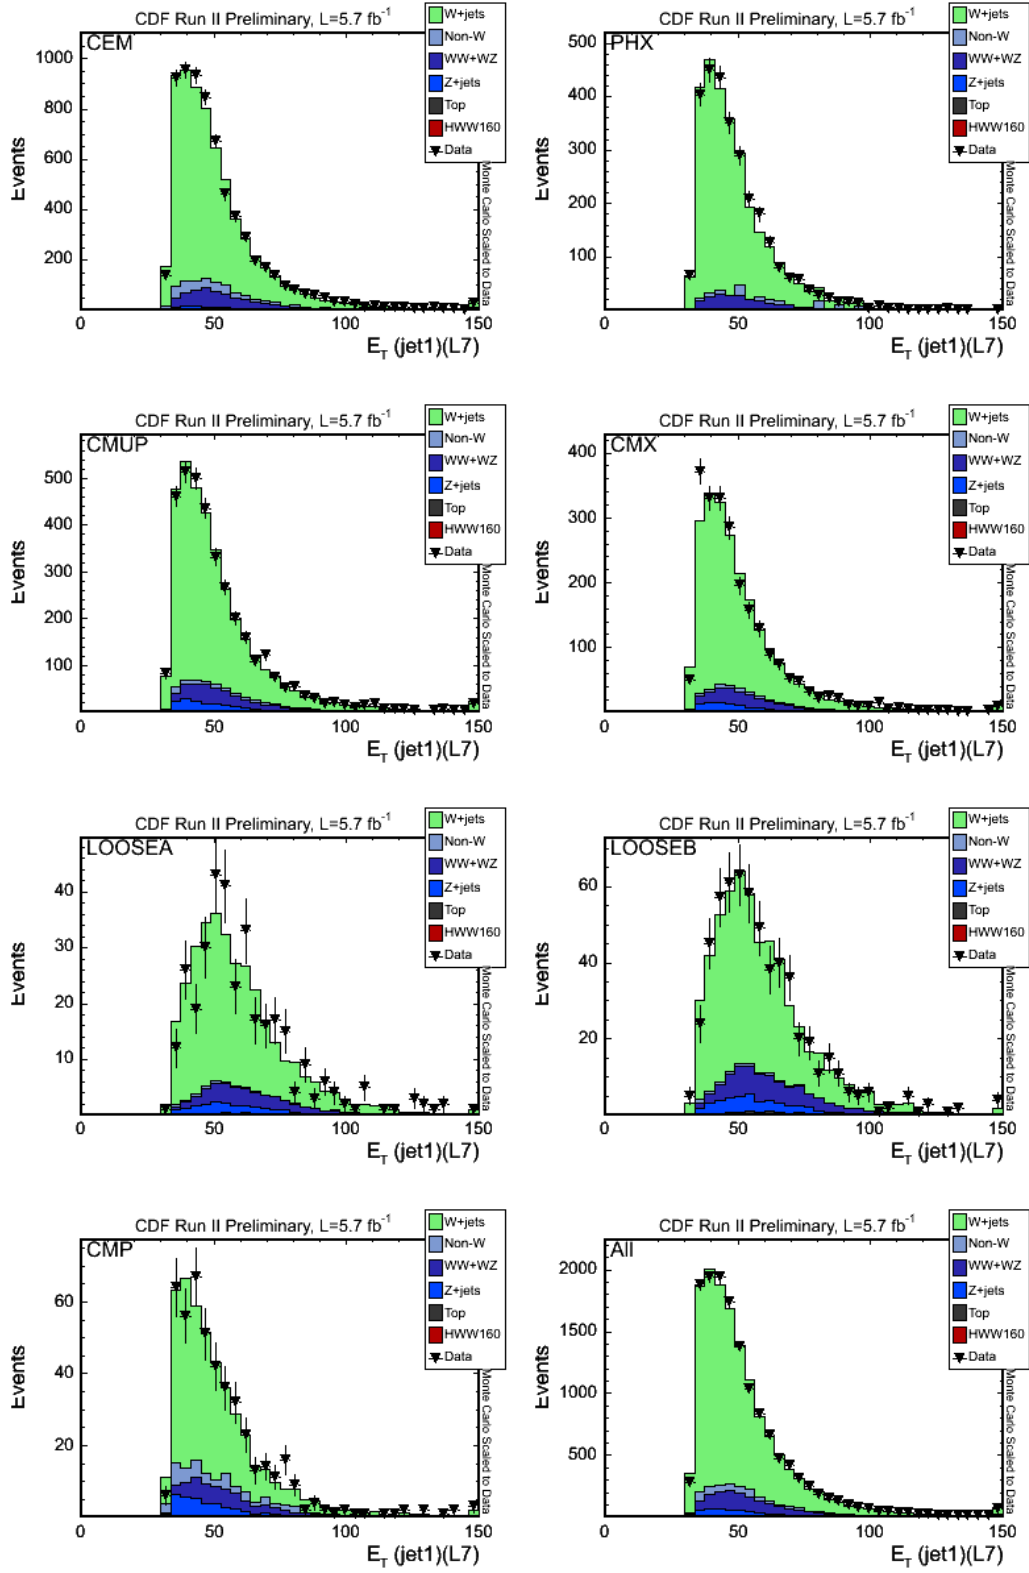 CDF Run II Preliminary, L=5.7 fb-1
CEM
W+jets
Non-W
WW+WZ
Z+jets
Top
HWW160
Data
Monte Carlo Scaled to Data
Events
1000
800
600
400
200
0 50 100 150
ET (jet1)(L7)
CDF Run II Preliminary, L=5.7 fb-1
PHX
W+jets
Non-W
WW+WZ
Z+jets
Top
HWW160
Data
Monte Carlo Scaled to Data
Events
500
400
300
200
100
0
0 50 100 150
ET (jet1)(L7)
CDF Run II Preliminary, L=5.7 fb-1
CMUP
W+jets
Non-W
WW+WZ
Z+jets
Top
HWW160
Data
Monte Carlo Scaled to Data
Events
500
400
300
200
100
0 50 100 150
ET (jet1)(L7)
CDF Run II Preliminary, L=5.7 fb-1
CMX
W+jets
Non-W
WW+WZ
Z+jets
Top
HWW160
Data
Monte Carlo Scaled to Data
Events
400
300
200
100
0
0 50 100 150
ET (jet1)(L7)
CDF Run II Preliminary, L=5.7 fb-1
LOOSEA
W+jets
Non-W
WW+WZ
Z+jets
Top
HWW160
Data
Monte Carlo Scaled to Data
Events
40
30
20
10
0 50 100 150
ET (jet1)(L7)
CDF Run II Preliminary, L=5.7 fb-1
LOOSEB
W+jets
Non-W
WW+WZ
Z+jets
Top
HWW160
Data
Monte Carlo Scaled to Data
Events
60
40
20
0 50 100 150
ET (jet1)(L7)
CDF Run II Preliminary, L=5.7 fb-1
CMP
W+jets
Non-W
WW+WZ
Z+jets
Top
HWW160
Data
Monte Carlo Scaled to Data
Events
60
40
20
0 50 100 150
ET (jet1)(L7)
CDF Run II Preliminary, L=5.7 fb-1
All
W+jets
Non-W
WW+WZ
Z+jets
Top
HWW160
Data
Monte Carlo Scaled to Data
Events
2000
1500
1000
500
0 50 100 150
ET (jet1)(L7)